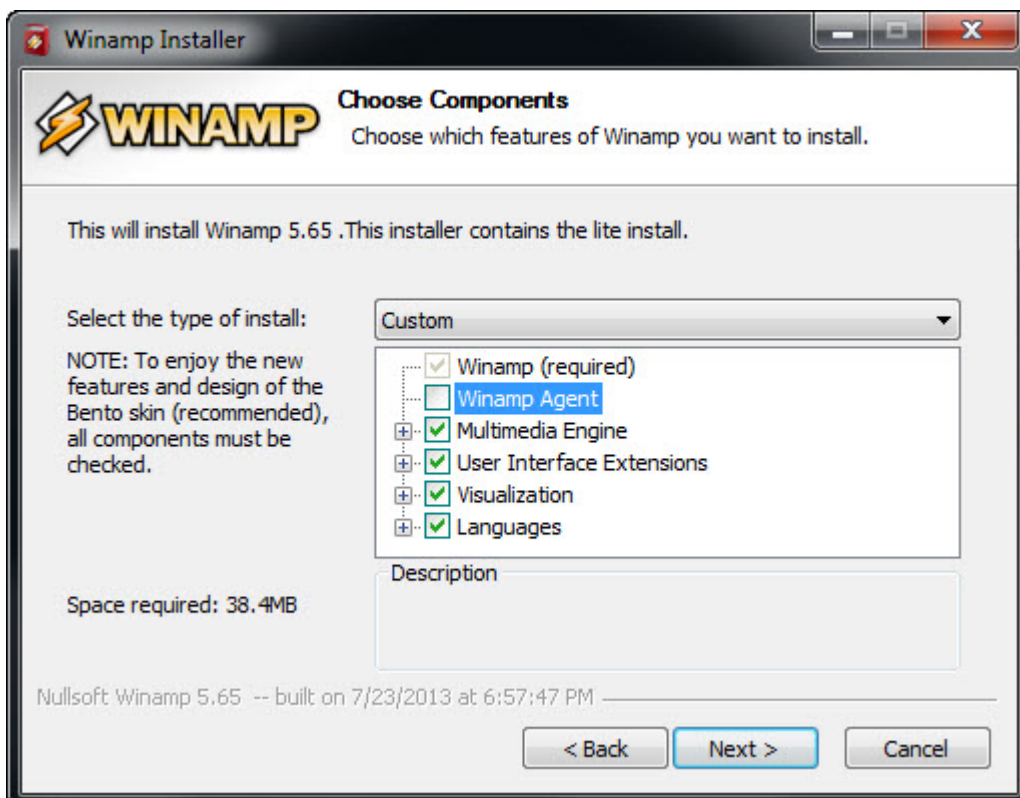 Winamp Installer
WINAMP
Choose Components
Choose which features of Winamp you want to install.
This will install Winamp 5.65 .This installer contains the lite install.
Select the type of install:
Custom
NOTE: To enjoy the new
features and design of the
Bento skin (recommended),
all components must be
checked.
Winamp (required)
Winamp Agent
Multimedia Engine
User Interface Extensions
Visualization
Languages
Description
Space required: 38.4MB
Nullsoft Winamp 5.65 -- built on 7/23/2013 at 6:57:47 PM
< Back
Next >
Cancel